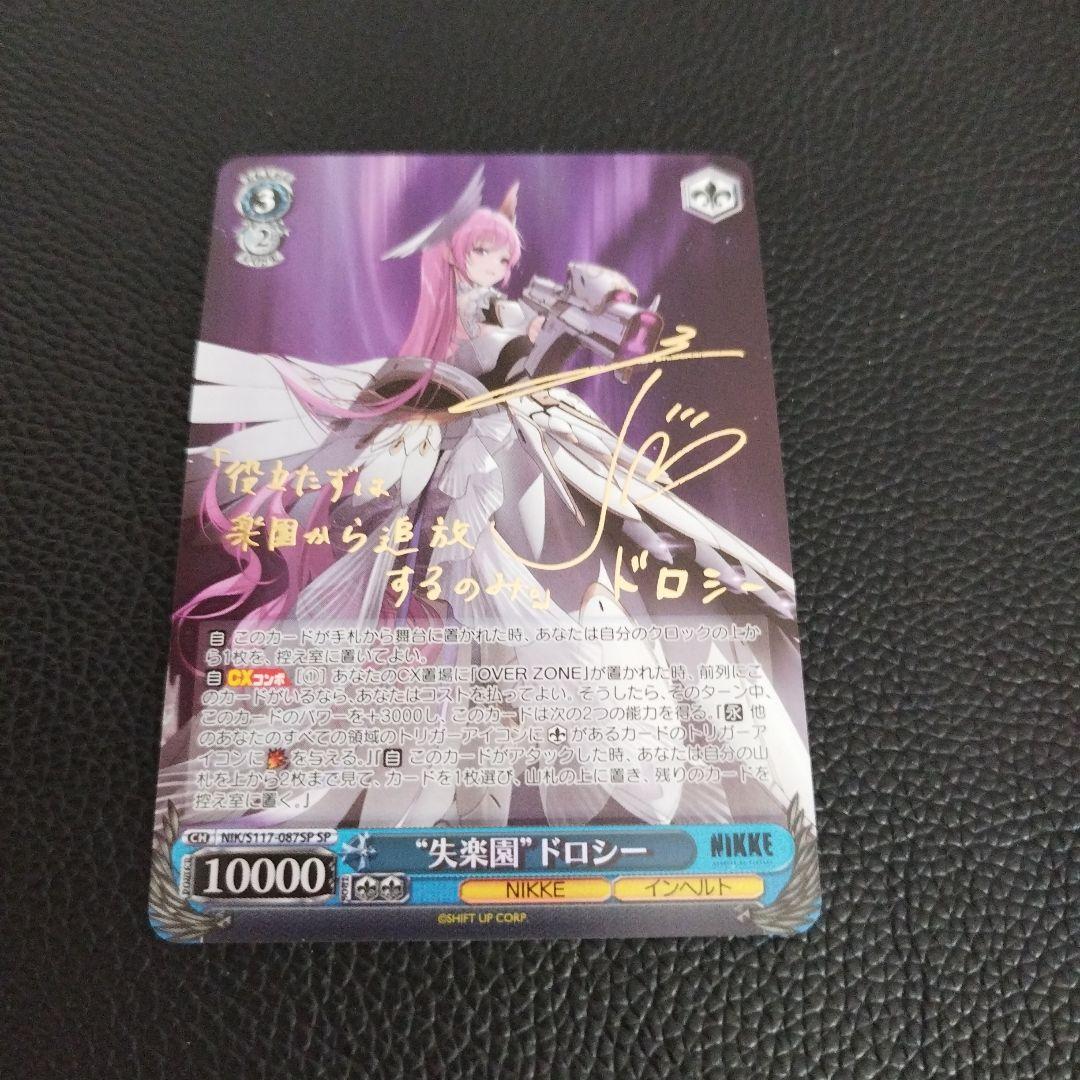 3
2
「役立たずは
楽園から追放
するのみ。」
ドロシー
自 このカードが手札から舞台に置かれた時、あなたは自分のクロックの上か
ら1枚を、控え室に置いてよい。
自 CXコンボ [①] あなたのCX置場に「OVER ZONE」が置かれた時、前列にこ
のカードがいるなら、あなたはコストを払ってよい。そうしたら、そのターン中、
このカードのパワーを+3000し、このカードは次の2つの能力を得る。『永 他
のあなたのすべての領域のトリガーアイコンに があるカードのトリガーア
イコンに を与える。』『自 このカードがアタックした時、あなたは自分の山
札を上から2枚まで見て、カードを1枚選び、山札の上に置き、残りのカードを
控え室に置く。』
CH NIK/S117-087SP SP
“失楽園”ドロシー
NIKKE
POWER 10000
NIKKE インヘルト
©SHIFT UP CORP.